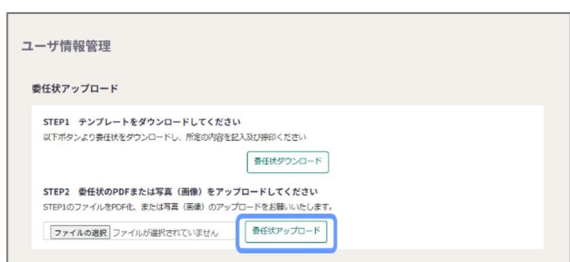 ユーザ情報管理
委任状アップロード
STEP1 テンプレートをダウンロードしてください
以下ボタンより委任状をダウンロードし、所定の内容を記入及び押印ください
委任状ダウンロード
STEP2 委任状のPDFまたは写真（画像）をアップロードしてください
STEP1のファイルをPDF化、または写真（画像）のアップロードをお願いいたします。
ファイルの選択 ファイルが選択されていません 委任状アップロード